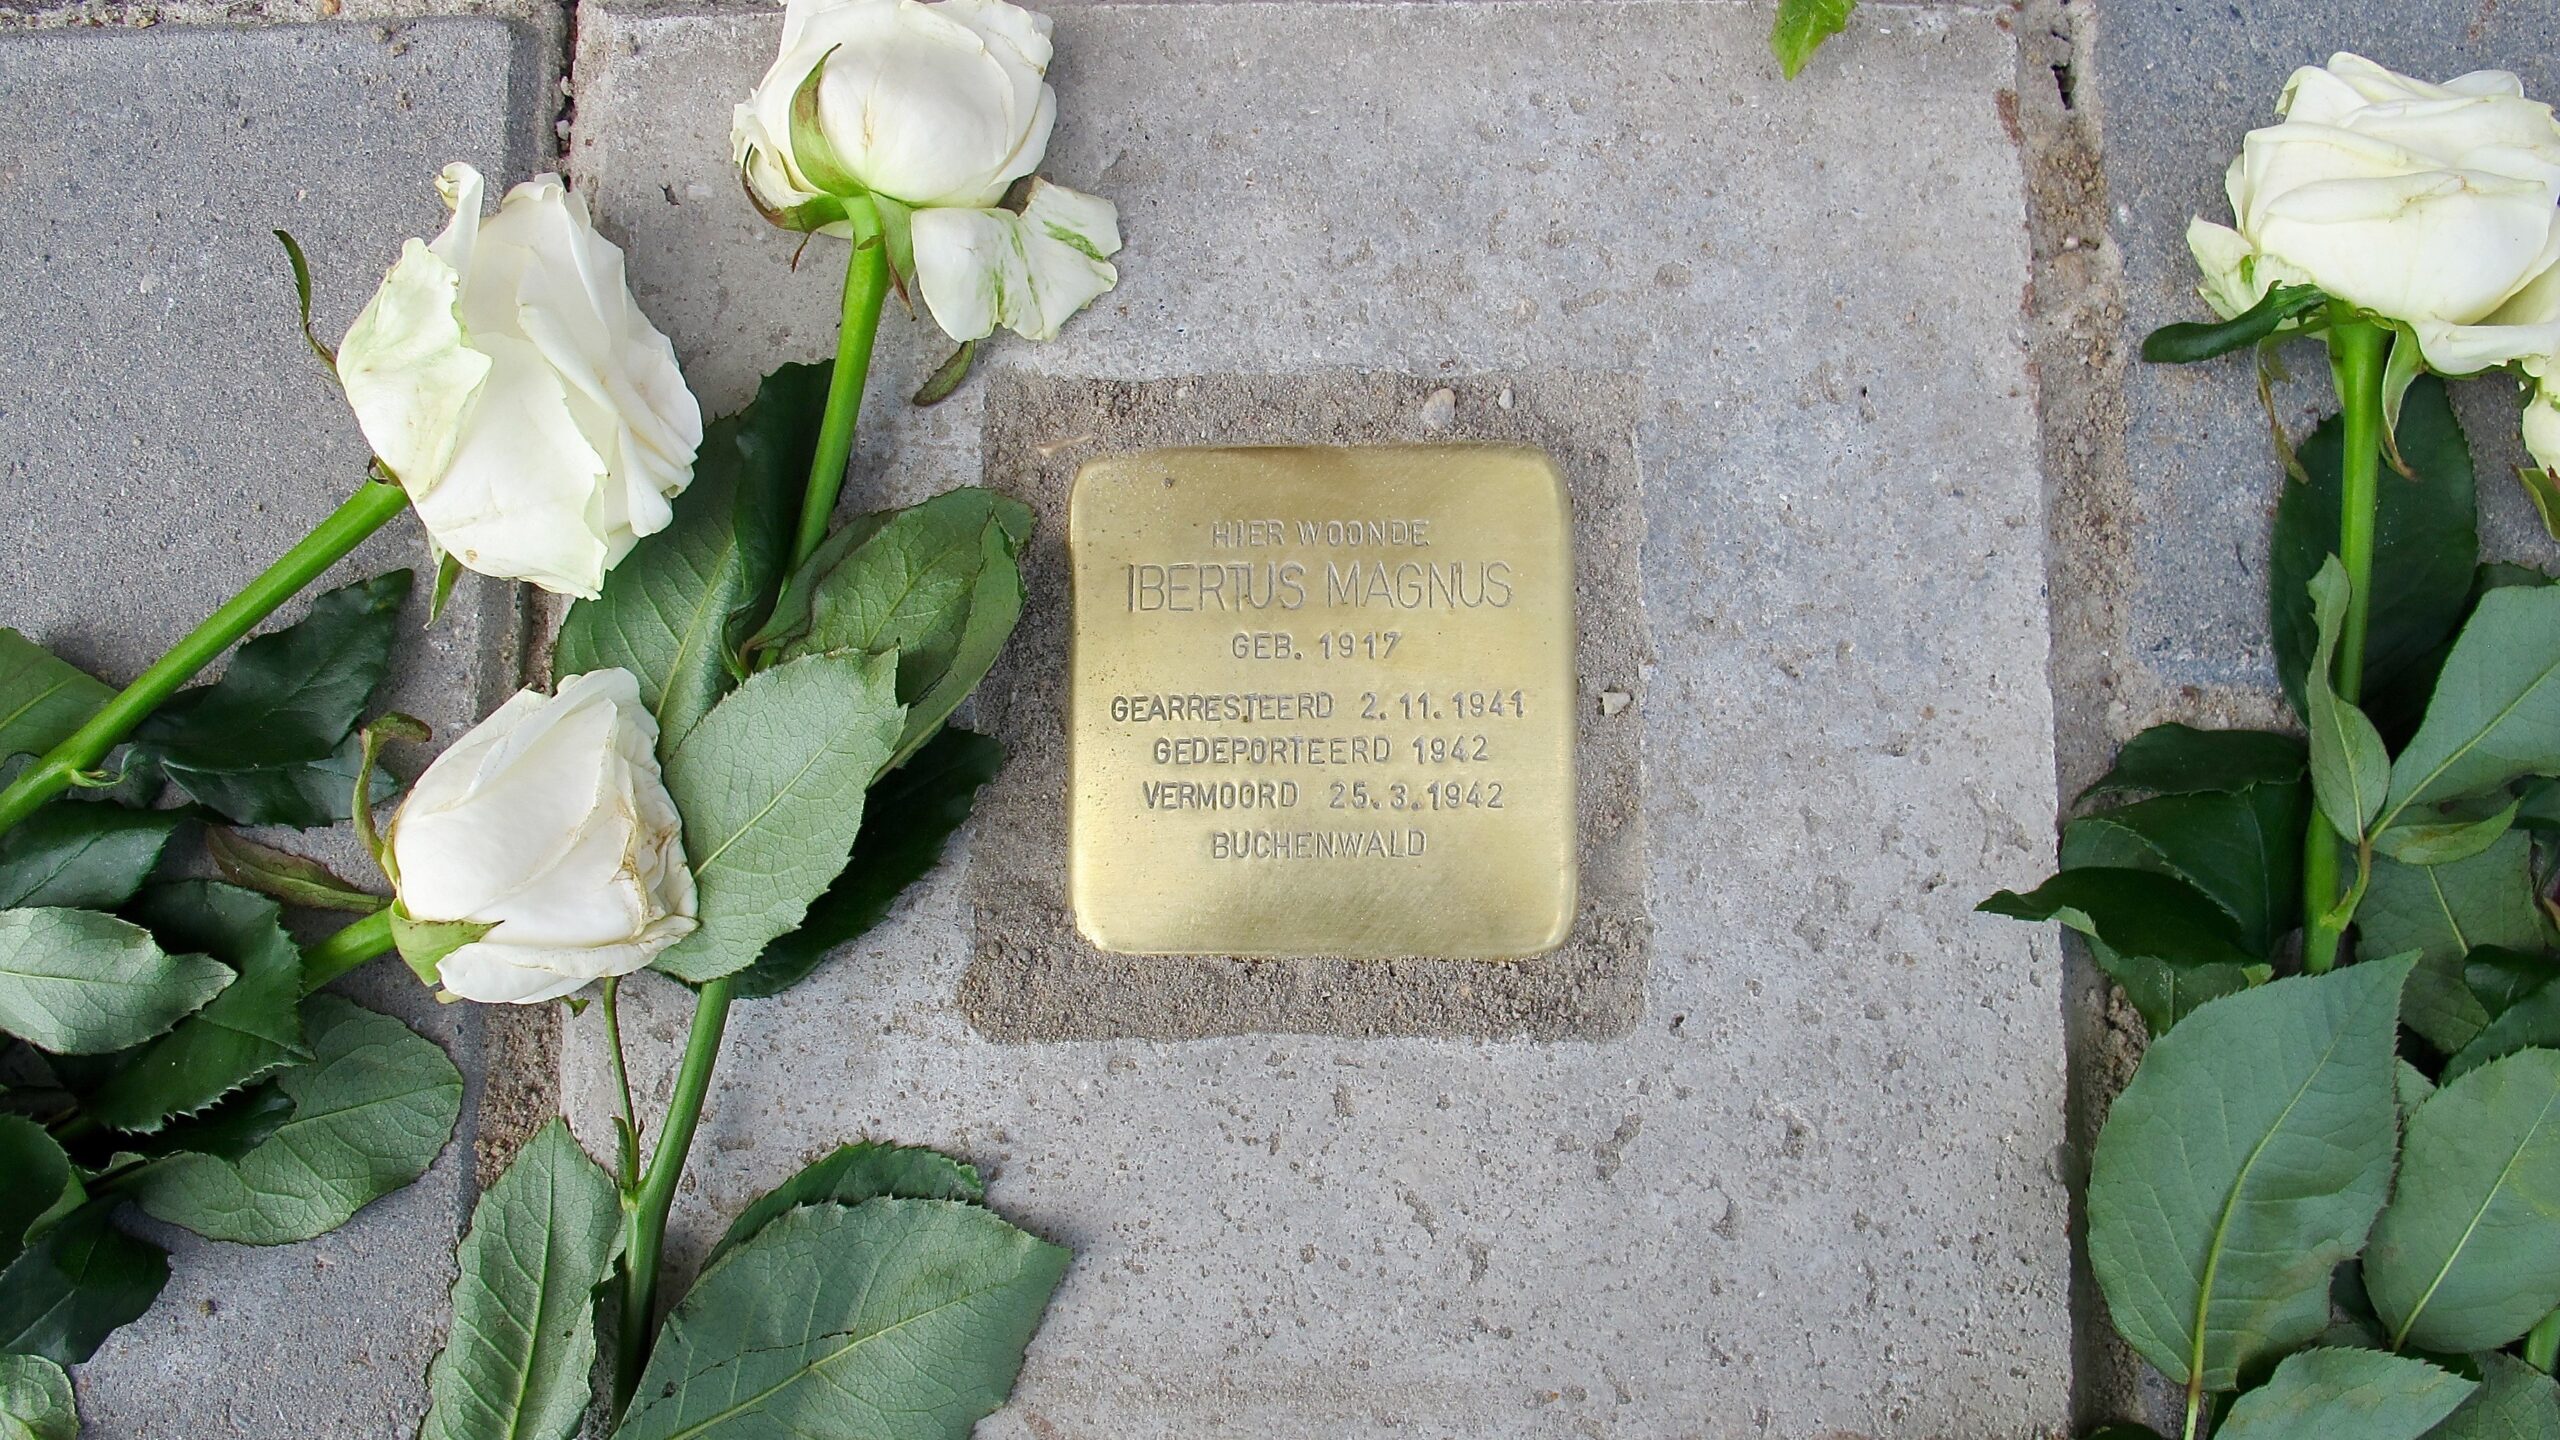 HIER WOONDE
IBERTUS MAGNUS
GEB. 1917
GEARRESTEERD 2.11.1941
GEDEPORTEERD 1942
VERMOORD 25.3.1942
BUCHENWALD